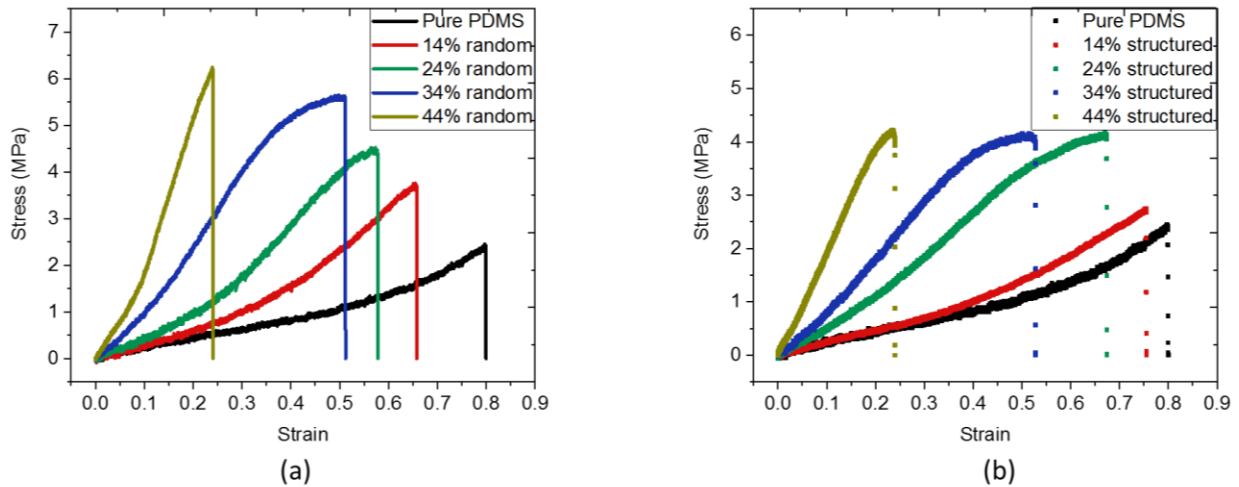 Pure PDMS
14% random
24% random
34% random
44% random
7
6
5
4
3
2
1
0
Stress (MPa)
0.0 0.1 0.2 0.3 0.4 0.5 0.6 0.7 0.8 0.9
Strain
(a)
Pure PDMS
14% structured
24% structured
34% structured
44% structured
6
5
4
3
2
1
0
Stress (MPa)
0.0 0.1 0.2 0.3 0.4 0.5 0.6 0.7 0.8 0.9
Strain
(b)